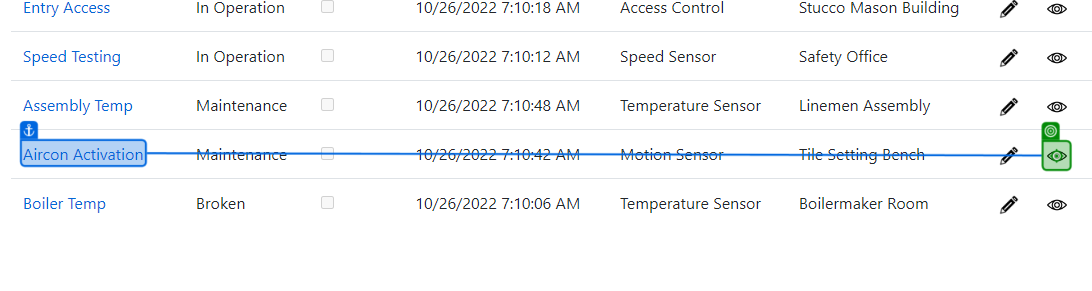 Entry Access In Operation 10/26/2022 7:10:18 AM Access Control Stucco Mason Building
Speed Testing In Operation 10/26/2022 7:10:12 AM Speed Sensor Safety Office
Assembly Temp Maintenance 10/26/2022 7:10:48 AM Temperature Sensor Linemen Assembly
Aircon Activation Maintenance 10/26/2022 7:10:42 AM Motion Sensor Tile Setting Bench
Boiler Temp Broken 10/26/2022 7:10:06 AM Temperature Sensor Boilermaker Room